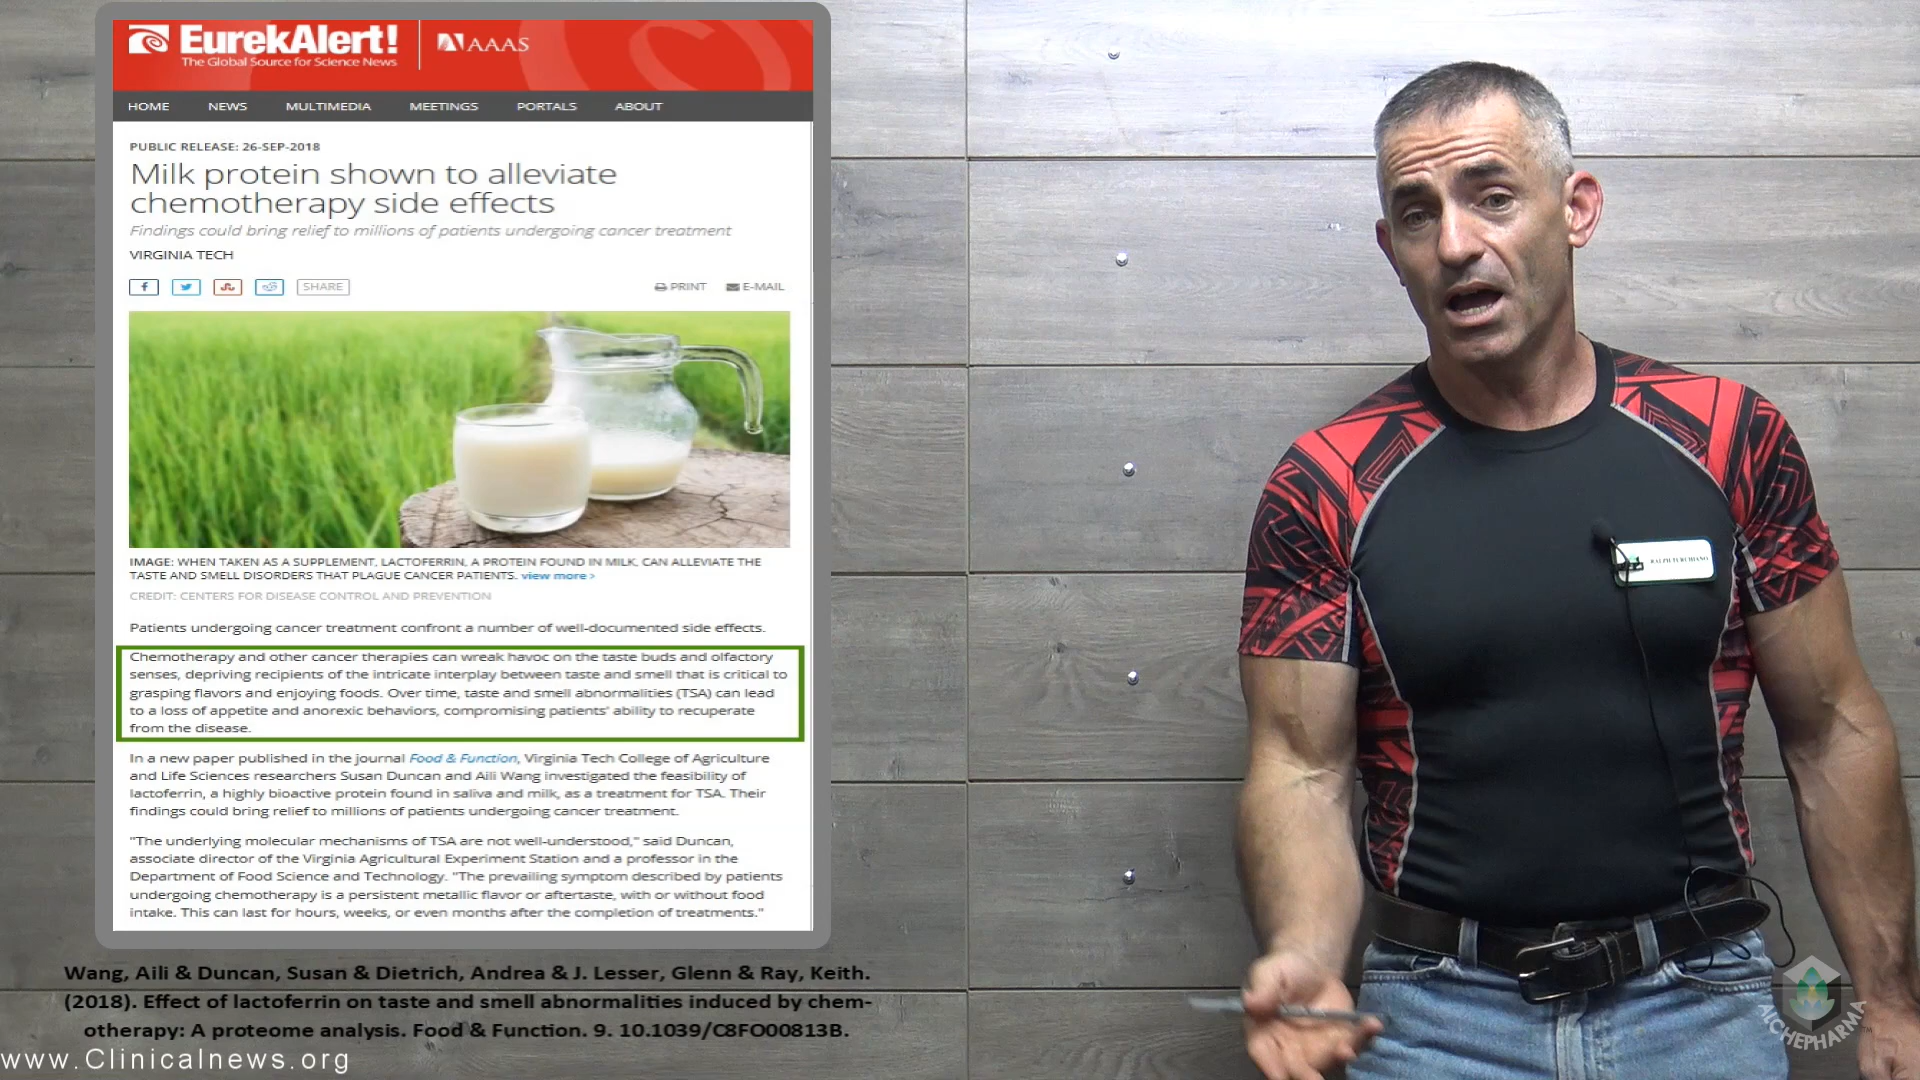 EurekAlert!
AAAS
The Global Source for Science News
HOME NEWS MULTIMEDIA MEETINGS PORTALS ABOUT
PUBLIC RELEASE: 26-SEP-2018
Milk protein shown to alleviate
chemotherapy side effects
Findings could bring relief to millions of patients undergoing cancer treatment
VIRGINIA TECH
SHARE
PRINT E-MAIL
IMAGE: WHEN TAKEN AS A SUPPLEMENT, LACTOFERRIN, A PROTEIN FOUND IN MILK, CAN ALLEVIATE THE
TASTE AND SMELL DISORDERS THAT PLAGUE CANCER PATIENTS. view more >
CREDIT: CENTERS FOR DISEASE CONTROL AND PREVENTION
Patients undergoing cancer treatment confront a number of well-documented side effects.
Chemotherapy and other cancer therapies can wreak havoc on the taste buds and olfactory
senses, depriving recipients of the intricate interplay between taste and smell that is critical to
grasping flavors and enjoying foods. Over time, taste and smell abnormalities (TSA) can lead
to a loss of appetite and anorexic behaviors, compromising patients' ability to recuperate
from the disease.
In a new paper published in the journal Food & Function, Virginia Tech College of Agriculture
and Life Sciences researchers Susan Duncan and Aili Wang investigated the feasibility of
lactoferrin, a highly bioactive protein found in saliva and milk, as a treatment for TSA. Their
findings could bring relief to millions of patients undergoing cancer treatment.
"The underlying molecular mechanisms of TSA are not well-understood," said Duncan,
associate director of the Virginia Agricultural Experiment Station and a professor in the
Department of Food Science and Technology. "The prevailing symptom described by patients
undergoing chemotherapy is a persistent metallic flavor or aftertaste, with or without food
intake. This can last for hours, weeks, or even months after the completion of treatments."
Wang, Aili & Duncan, Susan & Dietrich, Andrea & J. Lesser, Glenn & Ray, Keith.
(2018). Effect of lactoferrin on taste and smell abnormalities induced by chem-
otherapy: A proteome analysis. Food & Function. 9. 10.1039/C8FO00813B.
www.Clinicalnews.org
RALPH TURCHIANO
ALCHEPHARMA™